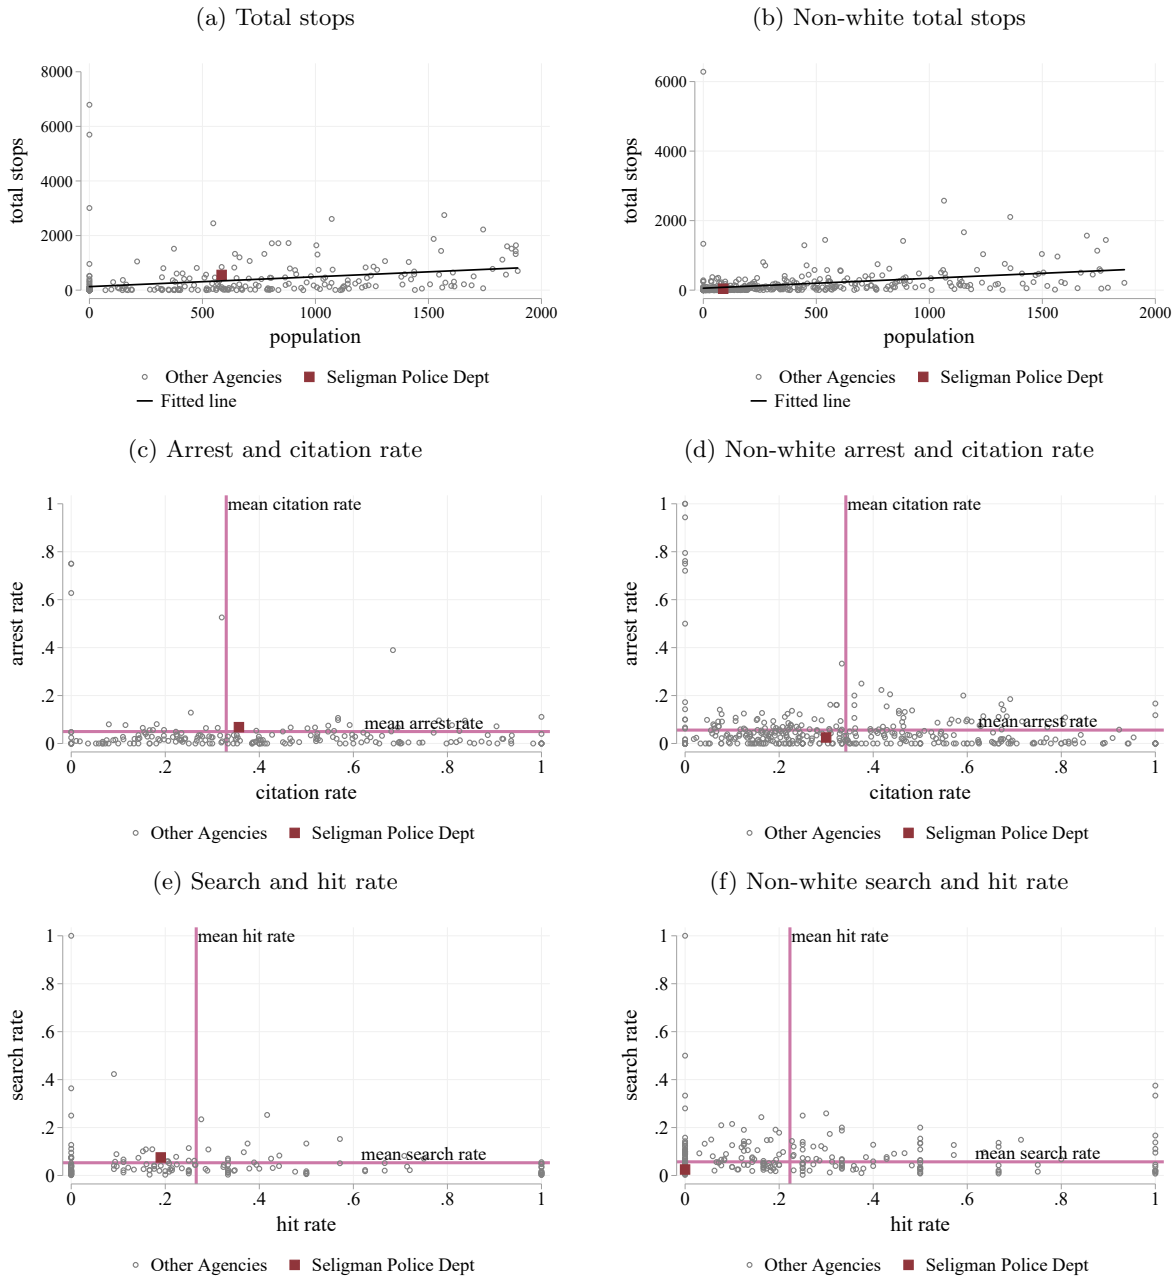 (a) Total stops
(b) Non-white total stops
8000
6000
4000
2000
0
total stops
0 500 1000 1500 2000
population
Other Agencies Seligman Police Dept
Fitted line
6000
4000
2000
0
total stops
0 500 1000 1500 2000
population
Other Agencies Seligman Police Dept
Fitted line
(c) Arrest and citation rate
(d) Non-white arrest and citation rate
1
.8
.6
.4
.2
0
arrest rate
mean citation rate
mean arrest rate
0 .2 .4 .6 .8 1
citation rate
Other Agencies Seligman Police Dept
1
.8
.6
.4
.2
0
arrest rate
mean citation rate
mean arrest rate
0 .2 .4 .6 .8 1
citation rate
Other Agencies Seligman Police Dept
(e) Search and hit rate
(f) Non-white search and hit rate
1
.8
.6
.4
.2
0
search rate
mean hit rate
mean search rate
0 .2 .4 .6 .8 1
hit rate
Other Agencies Seligman Police Dept
1
.8
.6
.4
.2
0
search rate
mean hit rate
mean search rate
0 .2 .4 .6 .8 1
hit rate
Other Agencies Seligman Police Dept